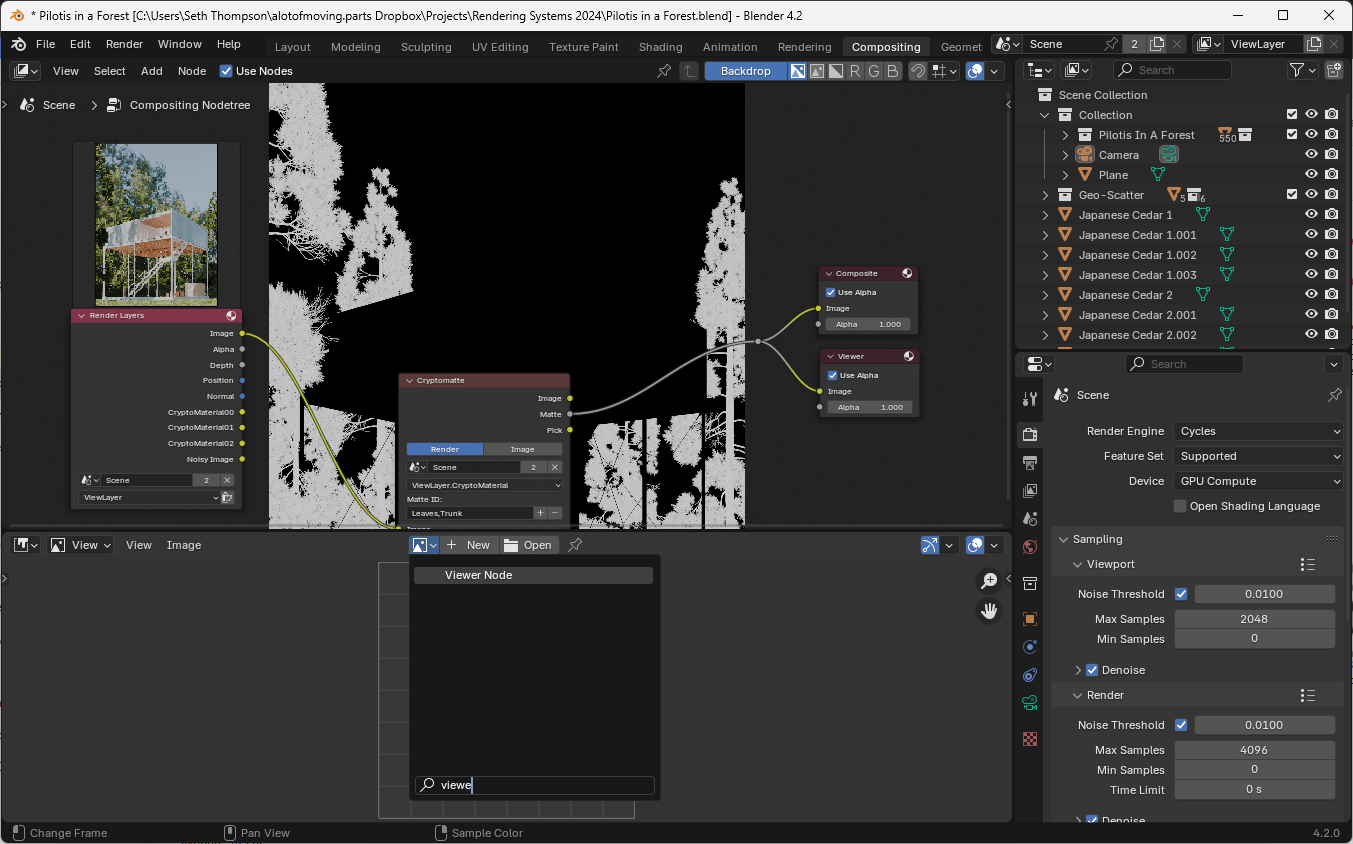 * Pilotis in a Forest [C:\Users\Seth Thompson\alotofmoving.parts Dropbox\Projects\Rendering Systems 2024\Pilotis in a Forest.blend] - Blender 4.2
File Edit Render Window Help Layout Modeling Sculpting UV Editing Texture Paint Shading Animation Rendering Compositing Geomet Scene 2 ViewLayer
View Select Add Node Use Nodes Backdrop R G B Search
Scene > Compositing Nodetree
Scene Collection
Collection
Pilotis In A Forest 550
Camera
Plane
Geo-Scatter 5 6
Japanese Cedar 1
Japanese Cedar 1.001
Japanese Cedar 1.002
Japanese Cedar 1.003
Japanese Cedar 2
Japanese Cedar 2.001
Japanese Cedar 2.002
Render Layers
Image
Alpha
Depth
Position
Normal
CryptoMaterial00
CryptoMaterial01
CryptoMaterial02
Noisy Image
Scene 2
ViewLayer
Cryptomatte
Image
Matte
Pick
Render Image
Scene 2
ViewLayer.CryptoMaterial
Matte ID:
Leaves,Trunk
Image
Composite
Use Alpha
Image
Alpha 1.000
Viewer
Use Alpha
Image
Alpha 1.000
Search
Scene
Render Engine Cycles
Feature Set Supported
Device GPU Compute
Open Shading Language
Sampling
Viewport
Noise Threshold 0.0100
Max Samples 2048
Min Samples 0
Denoise
Render
Noise Threshold 0.0100
Max Samples 4096
Min Samples 0
Time Limit 0 s
Denoise
View View Image New Open
Viewer Node
viewe
Change Frame Pan View Sample Color 4.2.0